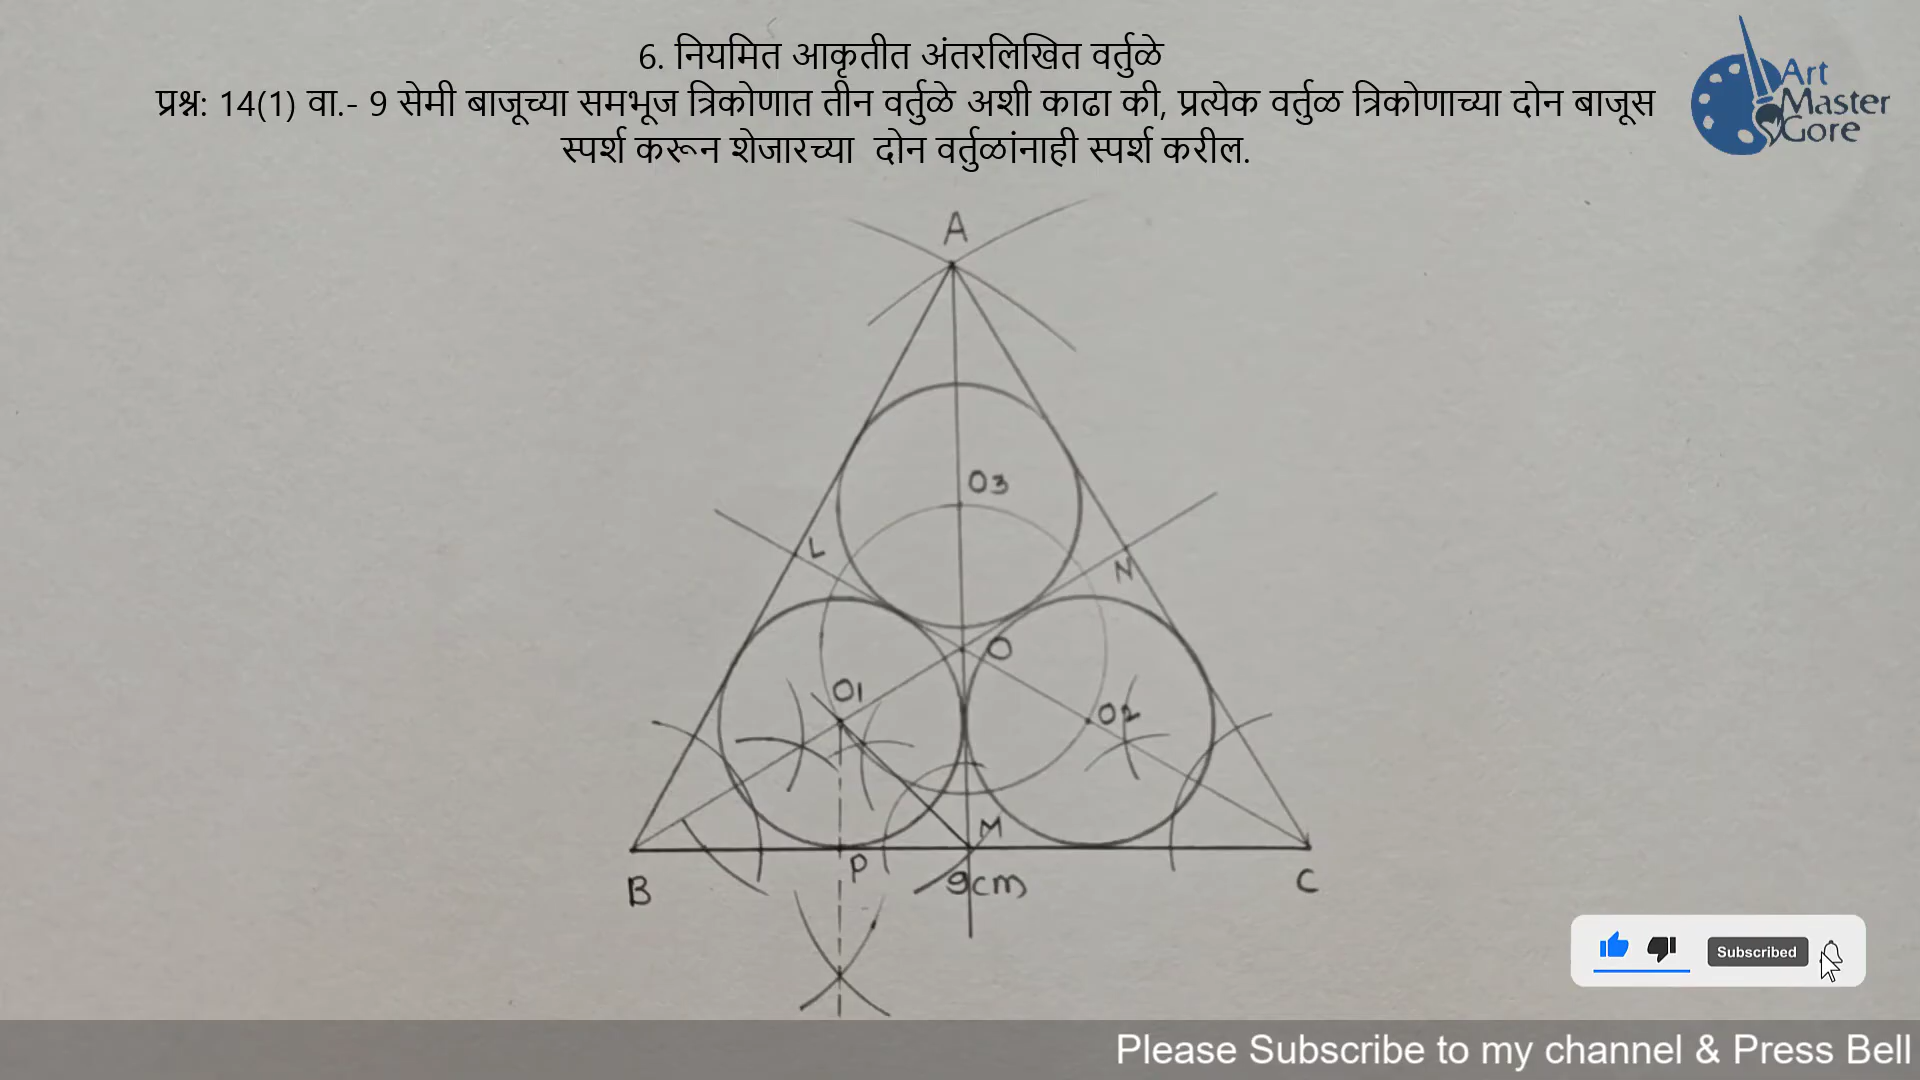 6. नियमित आकृतीत अंतरलिखित वर्तुळे
प्रश्न: 14(1) वा.- 9 सेमी बाजूच्या समभूज त्रिकोणात तीन वर्तुळे अशी काढा की, प्रत्येक वर्तुळ त्रिकोणाच्या दोन बाजूस
स्पर्श करून शेजारच्या दोन वर्तुळांनाही स्पर्श करील.
Art
Master
Gore
A
O3
L
N
O
O1
O2
M
P
9cm
B
C
Subscribed
Please Subscribe to my channel & Press Bell